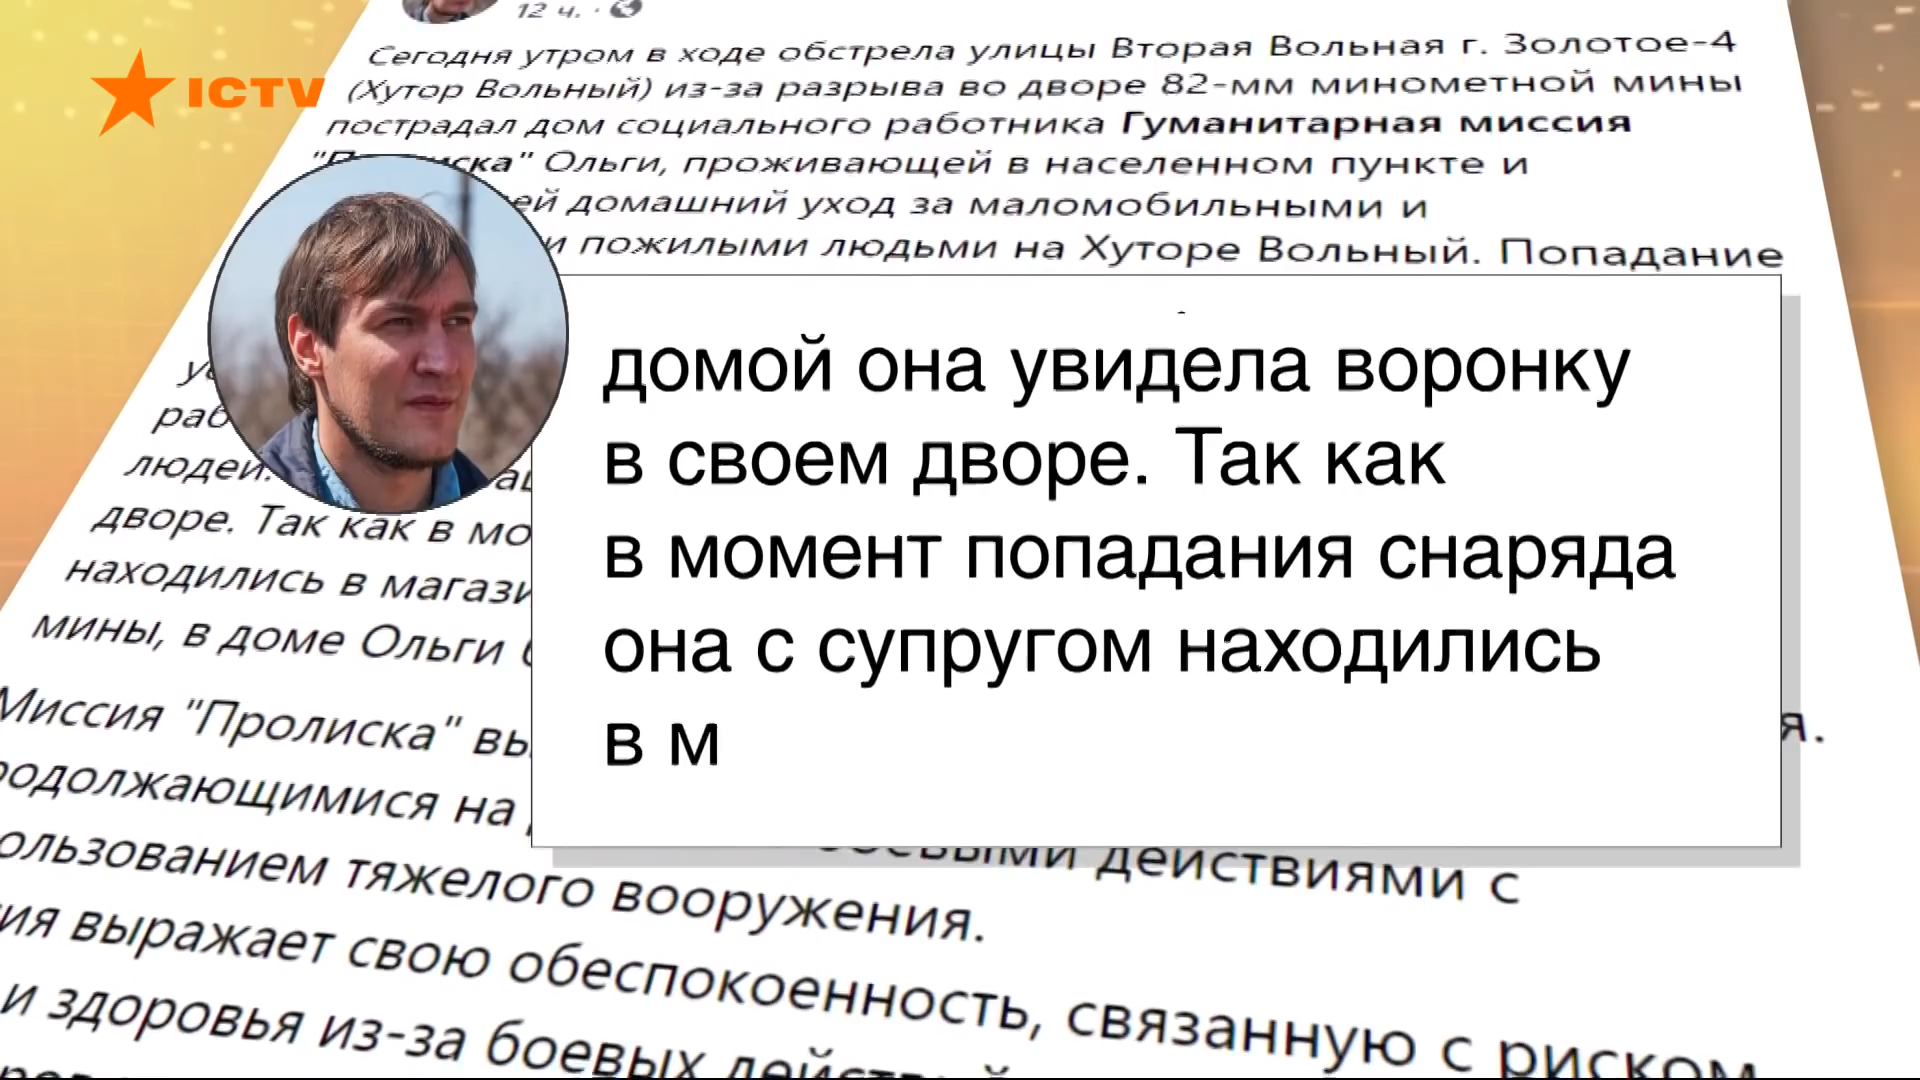 12 ч.
ICTV
Сегодня утром в ходе обстрела улицы Вторая Вольная г. Золотое-4
(Хутор Вольный) из-за разрыва во дворе 82-мм минометной мины
пострадал дом социального работника Гуманитарная миссия
Ольги, проживающей в населенном пункте и
домашний уход за маломобильными и
и пожилыми людьми на Хуторе Вольный. Попадание
домой она увидела воронку
в своем дворе. Так как
в момент попадания снаряда
она с супругом находились
в м
людей.
дворе. Так как в мо
находились в магази
мины, в доме Ольги
я.
Миссия "Пролиска" вы
родолжающимися на
боевыми действиями с
ользованием тяжелого вооружения.
ия выражает свою обеспокоенность, связанную с риском
и здоровья из-за боевых